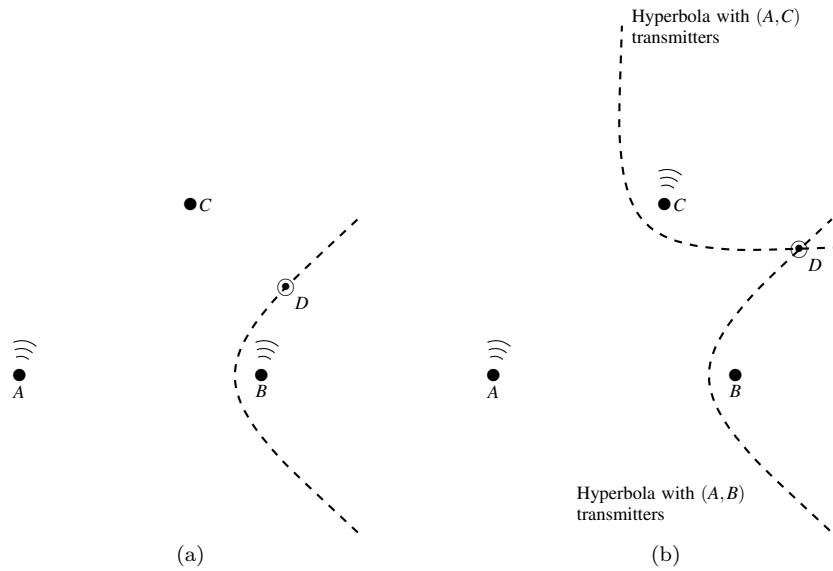 C
D
A
B
(a)
Hyperbola with (A,C)
transmitters
C
D
A
B
Hyperbola with (A,B)
transmitters
(b)